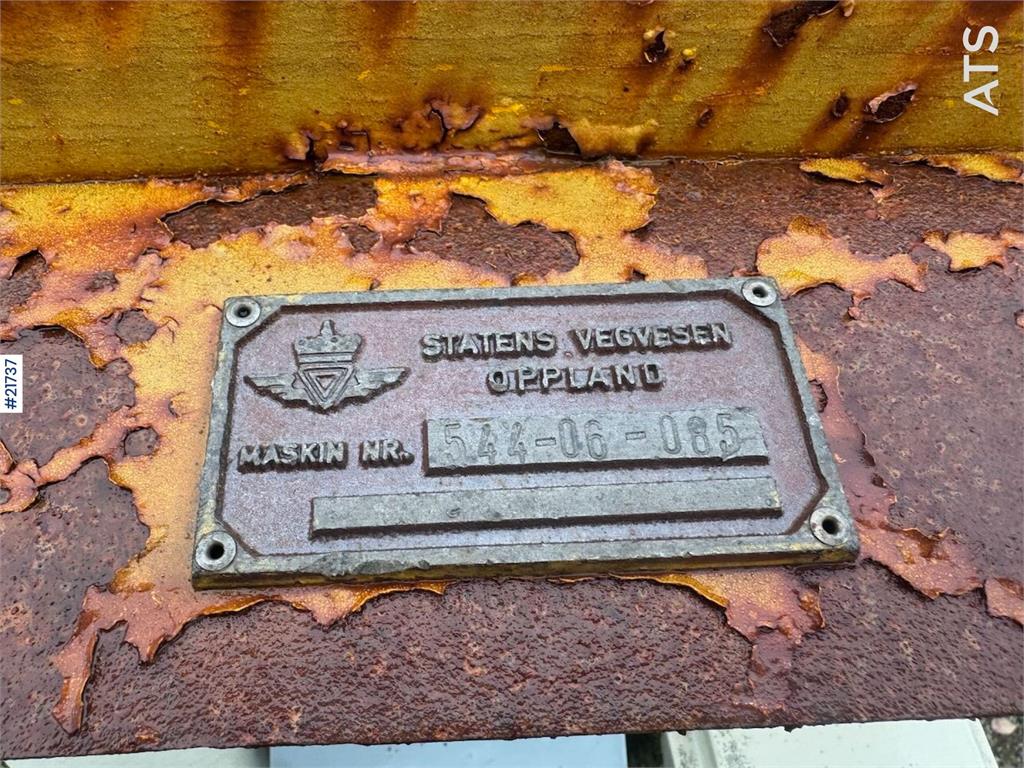 ATS
STATENS VEGVESEN
OPPLAND
MASKIN NR. 544-06-085
#21737